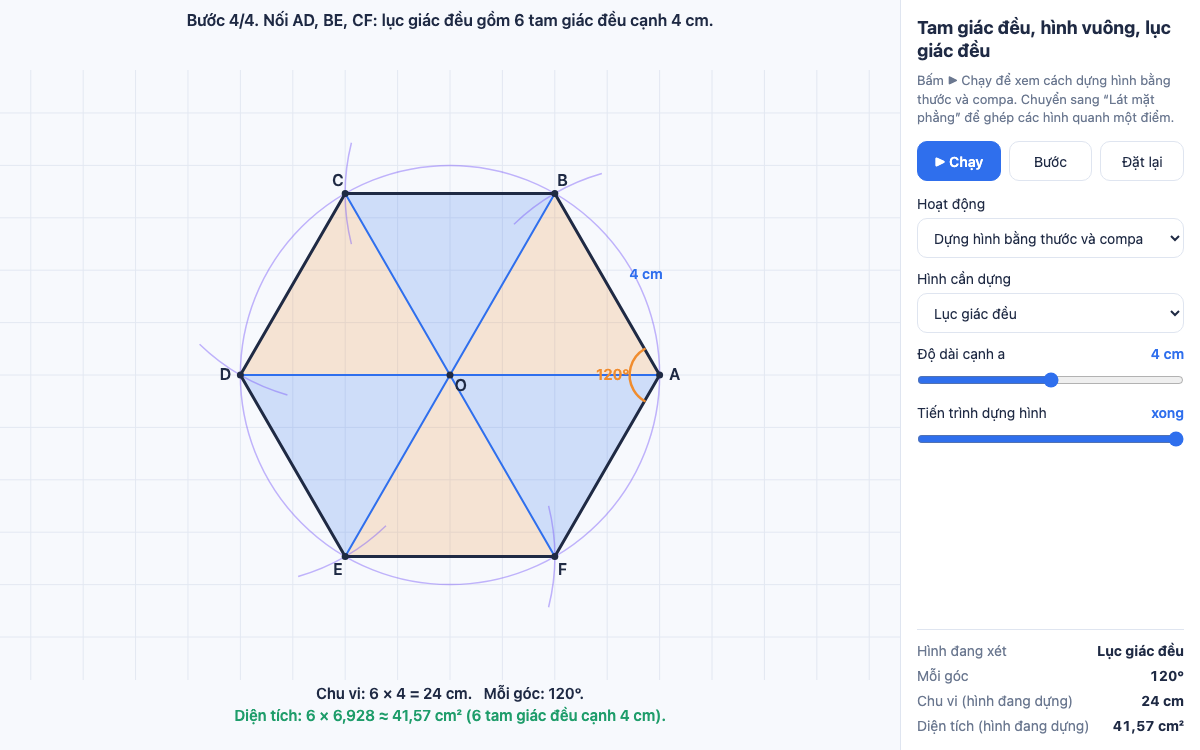 Bước 4/4. Nối AD, BE, CF: lục giác đều gồm 6 tam giác đều cạnh 4 cm.
C
B
4 cm
D
120°
O
A
E
F
Chu vi: 6 × 4 = 24 cm. Mỗi góc: 120°.
Diện tích: 6 × 6,928 ≈ 41,57 cm² (6 tam giác đều cạnh 4 cm).
Tam giác đều, hình vuông, lục
giác đều
Bấm ▶ Chạy để xem cách dựng hình bằng
thước và compa. Chuyển sang “Lát mặt
phẳng” để ghép các hình quanh một điểm.
▶ Chạy
Bước
Đặt lại
Hoạt động
Dựng hình bằng thước và compa
Hình cần dựng
Lục giác đều
Độ dài cạnh a 4 cm
Tiến trình dựng hình xong
Hình đang xét Lục giác đều
Mỗi góc 120°
Chu vi (hình đang dựng) 24 cm
Diện tích (hình đang dựng) 41,57 cm²